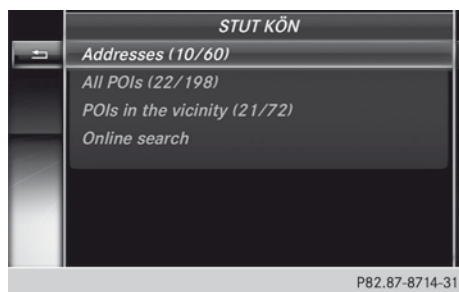 STUT KÖN
Addresses (10/60)
All POIs (22/198)
POIs in the vicinity (21/72)
Online search
P82.87-8714-31